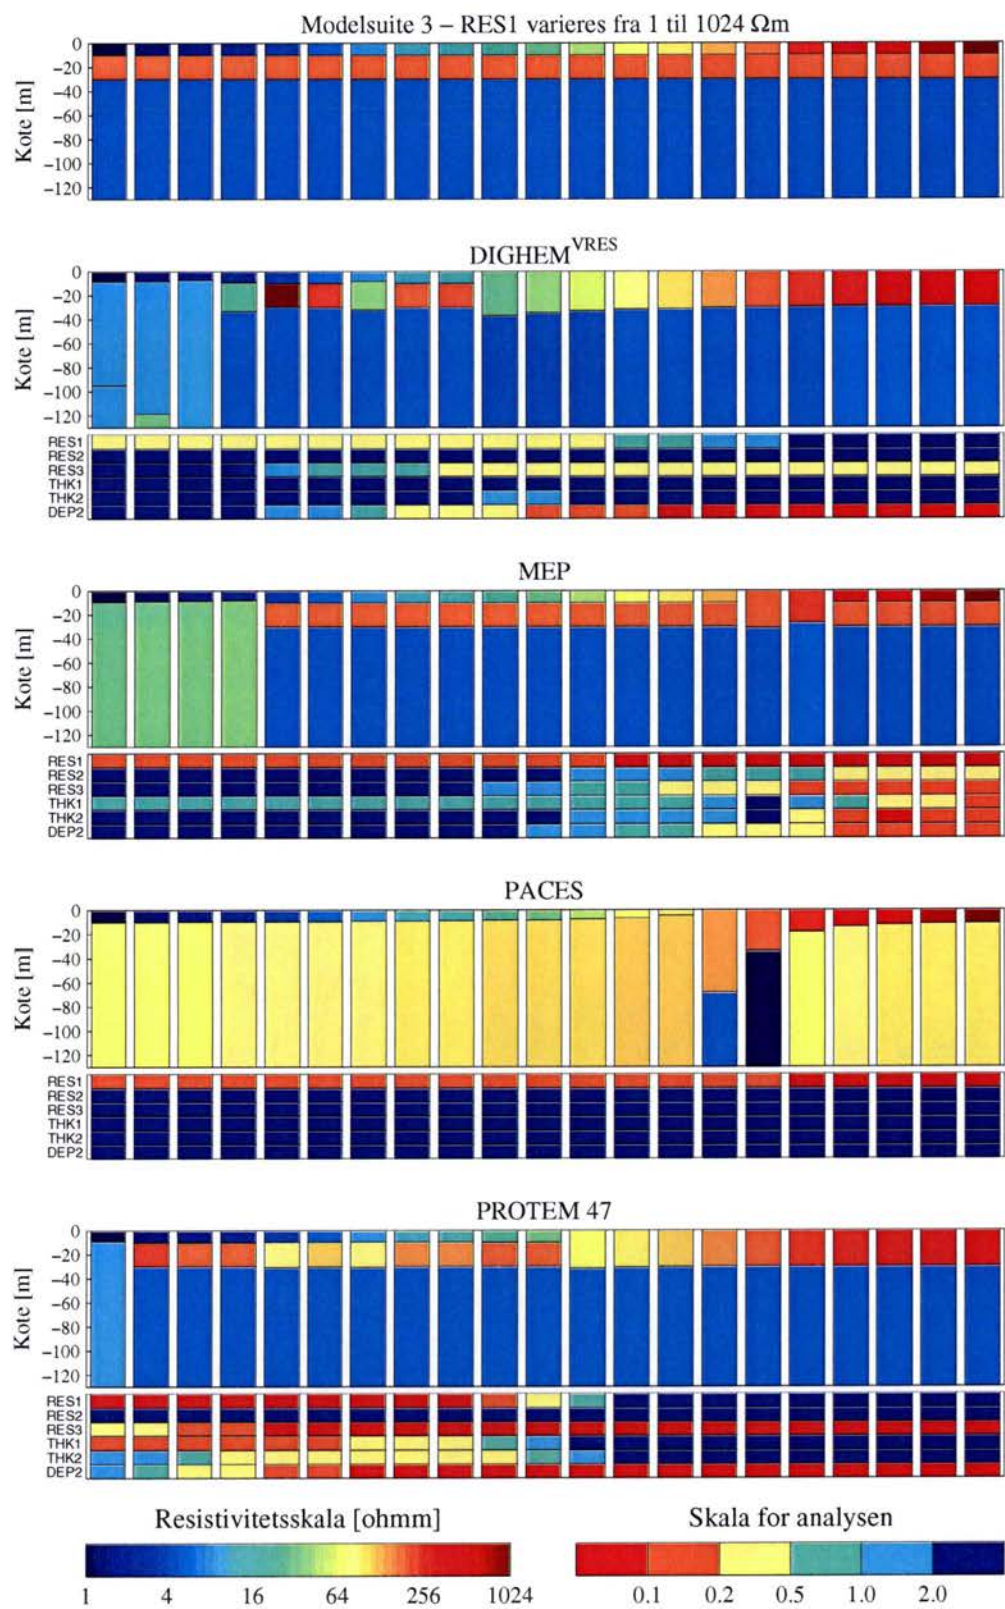 Modelsuite 3 – RES1 varieres fra 1 til 1024 Ωm
Kote [m]
0
−20
−40
−60
−80
−100
−120
DIGHEM^VRES
Kote [m]
0
−20
−40
−60
−80
−100
−120
RES1
RES2
RES3
THK1
THK2
DEP2
MEP
Kote [m]
0
−20
−40
−60
−80
−100
−120
RES1
RES2
RES3
THK1
THK2
DEP2
PACES
Kote [m]
0
−20
−40
−60
−80
−100
−120
RES1
RES2
RES3
THK1
THK2
DEP2
PROTEM 47
Kote [m]
0
−20
−40
−60
−80
−100
−120
RES1
RES2
RES3
THK1
THK2
DEP2
Resistivitetsskala [ohmm]
1 4 16 64 256 1024
Skala for analysen
0.1 0.2 0.5 1.0 2.0